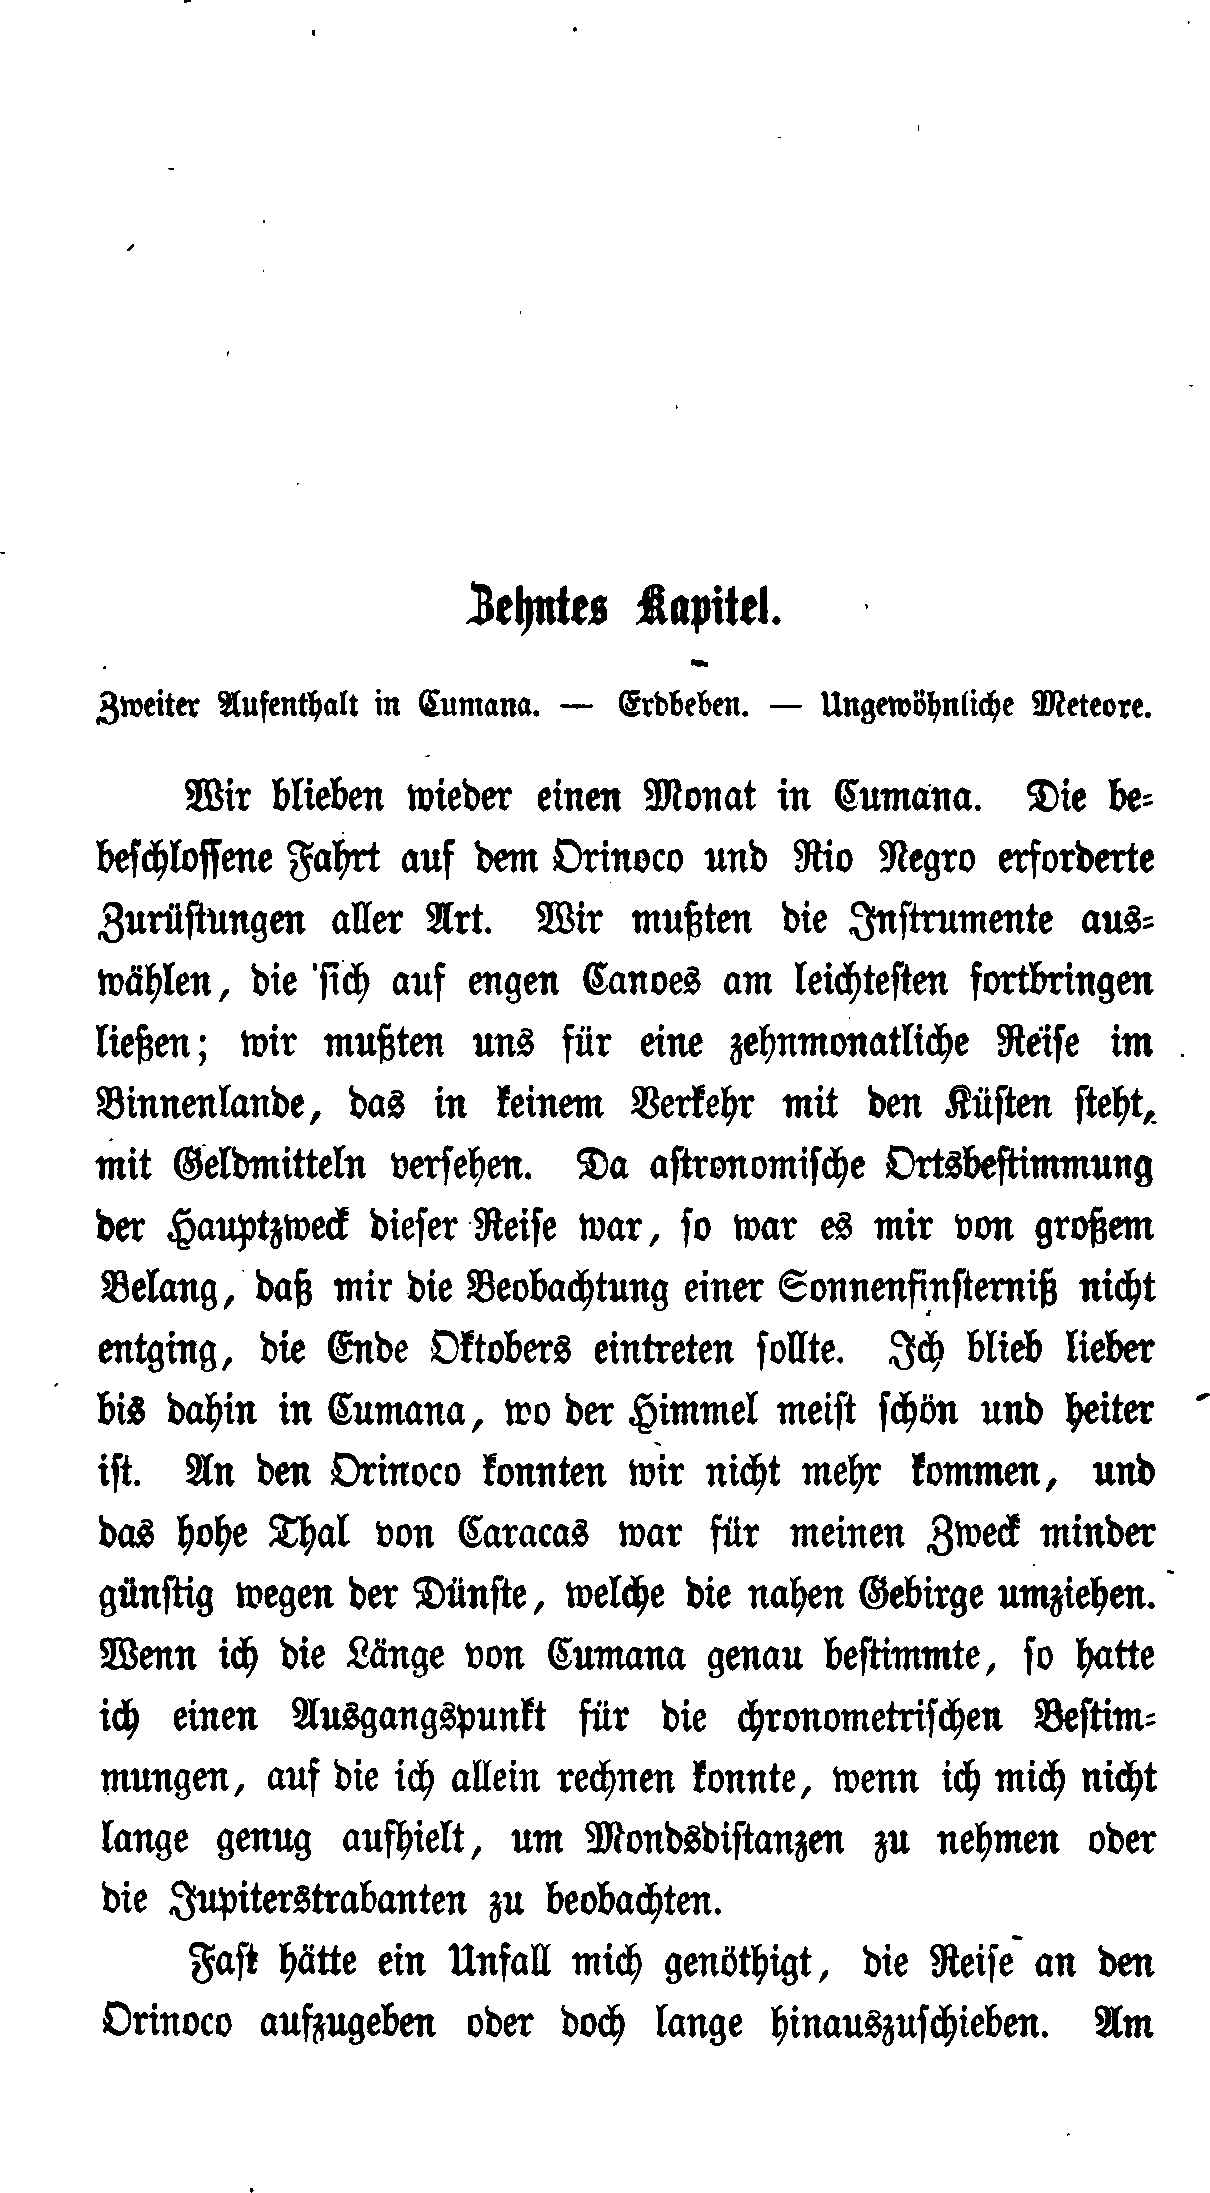 Zehntes Kapitel.
Zweiter Aufenthalt in Cumana. — Erdbeben. — Ungewöhnliche Meteore.
Wir blieben wieder einen Monat in Cumana. Die be-
beschlossene Fahrt auf dem Orinoco und Rio Negro erforderte
Zurüstungen aller Art. Wir mußten die Instrumente aus-
wählen, die sich auf engen Canoes am leichtesten fortbringen
ließen; wir mußten uns für eine zehnmonatliche Reise im
Binnenlande, das in keinem Verkehr mit den Küsten steht,
mit Geldmitteln versehen. Da astronomische Ortsbestimmung
der Hauptzweck dieser Reise war, so war es mir von großem
Belang, daß mir die Beobachtung einer Sonnenfinsterniß nicht
entging, die Ende Oktobers eintreten sollte. Ich blieb lieber
bis dahin in Cumana, wo der Himmel meist schön und heiter
ist. An den Orinoco konnten wir nicht mehr kommen, und
das hohe Thal von Caracas war für meinen Zweck minder
günstig wegen der Dünste, welche die nahen Gebirge umziehen.
Wenn ich die Länge von Cumana genau bestimmte, so hatte
ich einen Ausgangspunkt für die chronometrischen Bestim-
mungen, auf die ich allein rechnen konnte, wenn ich mich nicht
lange genug aufhielt, um Mondsdistanzen zu nehmen oder
die Jupiterstrabanten zu beobachten.
Fast hätte ein Unfall mich genöthigt, die Reise an den
Orinoco aufzugeben oder doch lange hinauszuschieben. Am